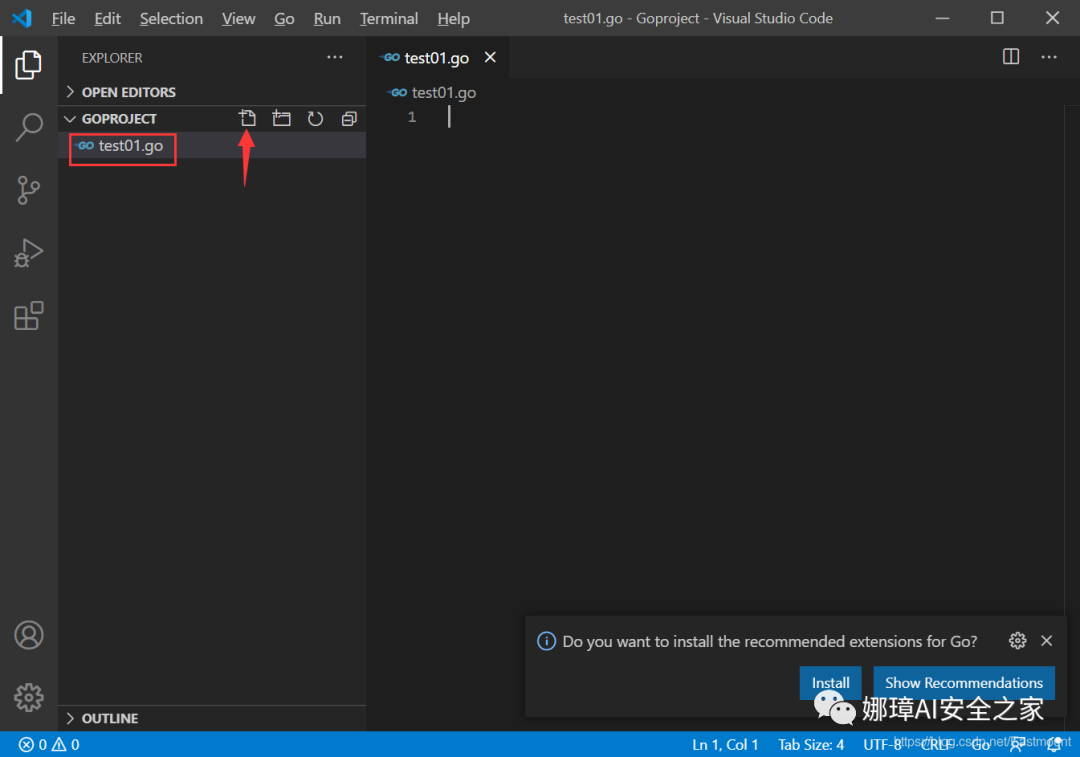 File Edit Selection View Go Run Terminal Help test01.go - Goproject - Visual Studio Code
EXPLORER
GO test01.go
OPEN EDITORS
GO test01.go
GOPROJECT
1
GO test01.go
Do you want to install the recommended extensions for Go?
Install Show Recommendations
娜璋AI安全之家
OUTLINE
0 0 Ln 1, Col 1 Tab Size: 4 UTF-8 CRLF Go
https://blog.csdn.net/Eastmount